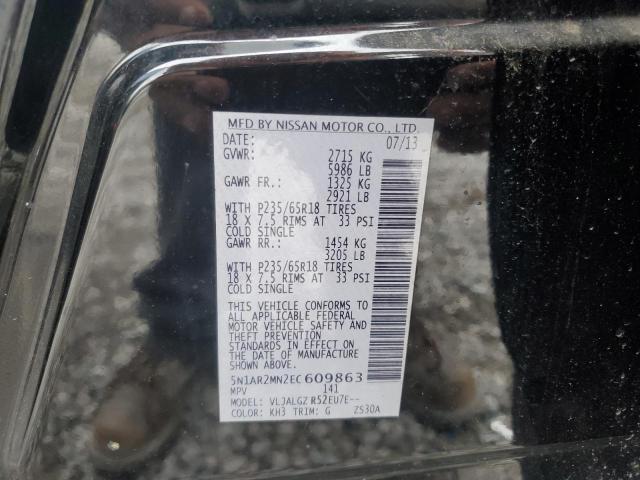 MFD BY NISSAN MOTOR CO., LTD.
DATE: 07/13
GVWR: 2715 KG
5986 LB
GAWR FR.: 1325 KG
2921 LB
WITH P235/65R18 TIRES
18 X 7.5 RIMS AT 33 PSI
COLD SINGLE
GAWR RR.: 1454 KG
3205 LB
WITH P235/65R18 TIRES
18 X 7.5 RIMS AT 33 PSI
COLD SINGLE
THIS VEHICLE CONFORMS TO
ALL APPLICABLE FEDERAL
MOTOR VEHICLE SAFETY AND
THEFT PREVENTION
STANDARDS IN EFFECT ON
THE DATE OF MANUFACTURE
SHOWN ABOVE.
5N1AR2MN2EC609863
MPV 141
MODEL: VLJALGZ R52EU7E--
COLOR: KH3 TRIM: G ZS30A